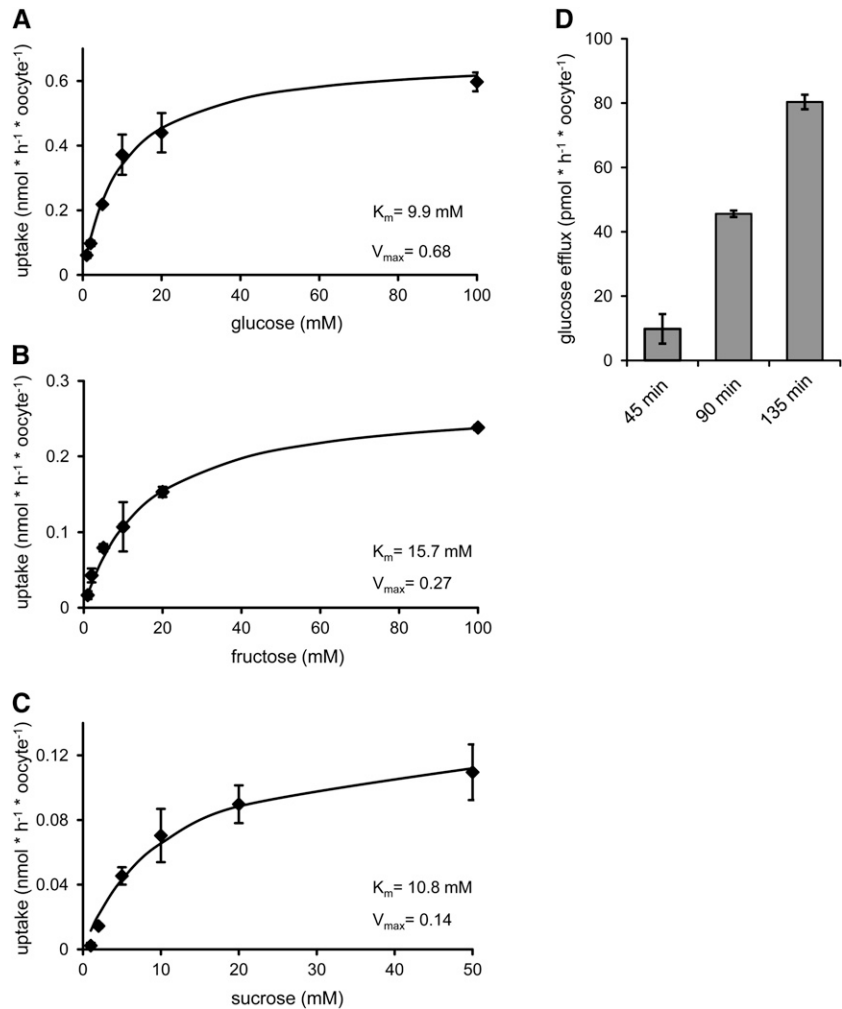 A
uptake (nmol * h⁻¹ * oocyte⁻¹)
0.6
0.4
0.2
0
0 20 40 60 80 100
glucose (mM)
Kₘ= 9.9 mM
Vₘₐₓ= 0.68
B
uptake (nmol * h⁻¹ * oocyte⁻¹)
0.3
0.2
0.1
0
0 20 40 60 80 100
fructose (mM)
Kₘ= 15.7 mM
Vₘₐₓ= 0.27
C
uptake (nmol * h⁻¹ * oocyte⁻¹)
0.12
0.08
0.04
0
0 10 20 30 40 50
sucrose (mM)
Kₘ= 10.8 mM
Vₘₐₓ= 0.14
D
glucose efflux (pmol * h⁻¹ * oocyte⁻¹)
100
80
60
40
20
0
45 min 90 min 135 min